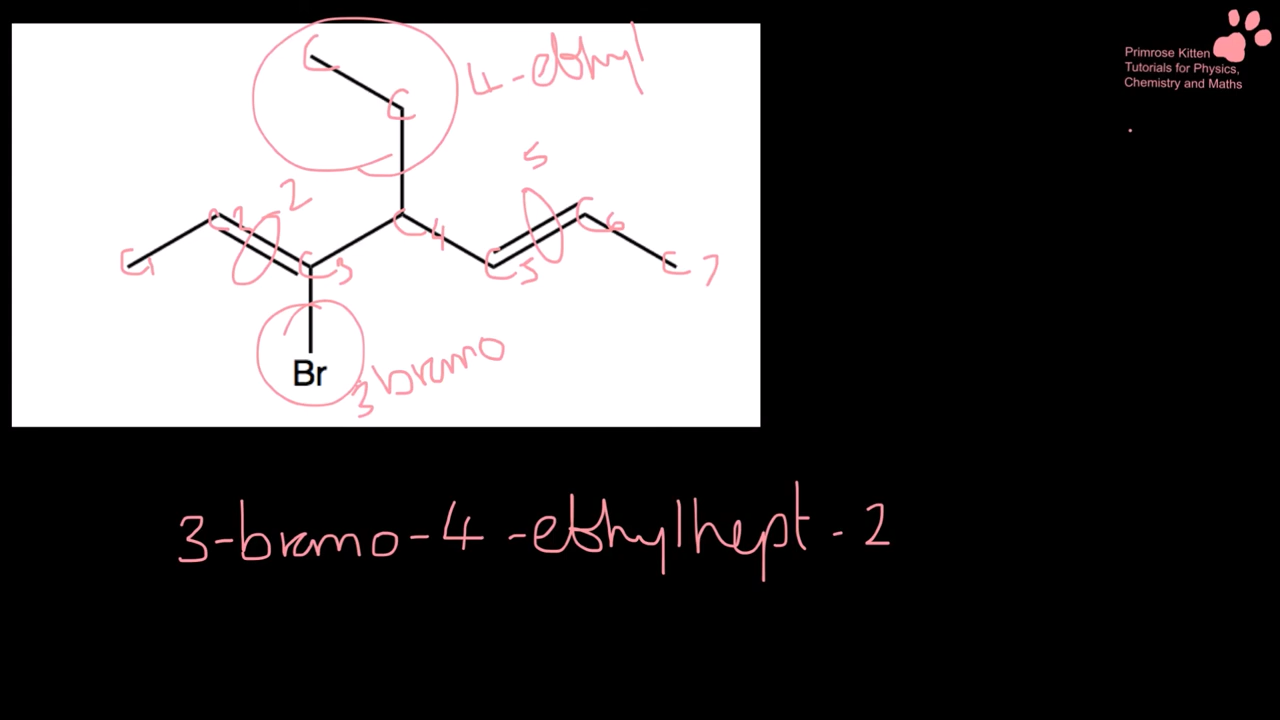 Primrose Kitten
Tutorials for Physics,
Chemistry and Maths
C
4-ethyl
C
5
2
C2
C1
C3
C4
C5
C6
C7
Br
3 bromo
3-bromo-4-ethylhept-2